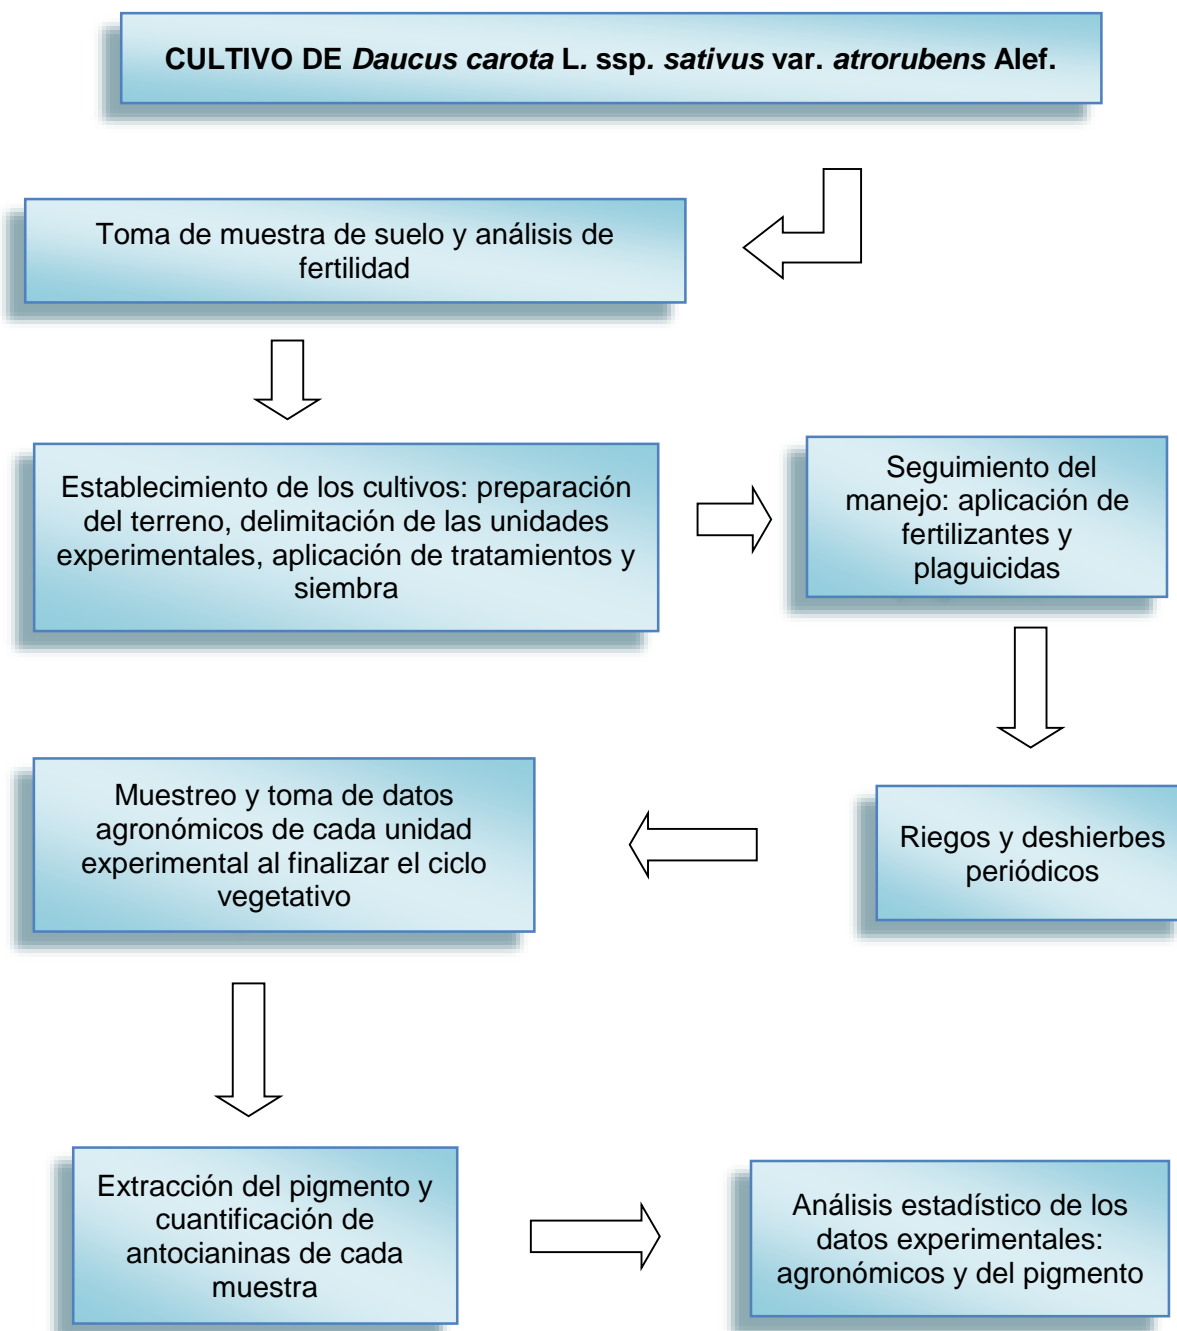 CULTIVO DE Daucus carota L. ssp. sativus var. atrorubens Alef.
Toma de muestra de suelo y análisis de
fertilidad
Establecimiento de los cultivos: preparación
del terreno, delimitación de las unidades
experimentales, aplicación de tratamientos y
siembra
Seguimiento del
manejo: aplicación de
fertilizantes y
plaguicidas
Riegos y deshierbes
periódicos
Muestreo y toma de datos
agronómicos de cada unidad
experimental al finalizar el ciclo
vegetativo
Extracción del pigmento y
cuantificación de
antocianinas de cada
muestra
Análisis estadístico de los
datos experimentales:
agronómicos y del pigmento